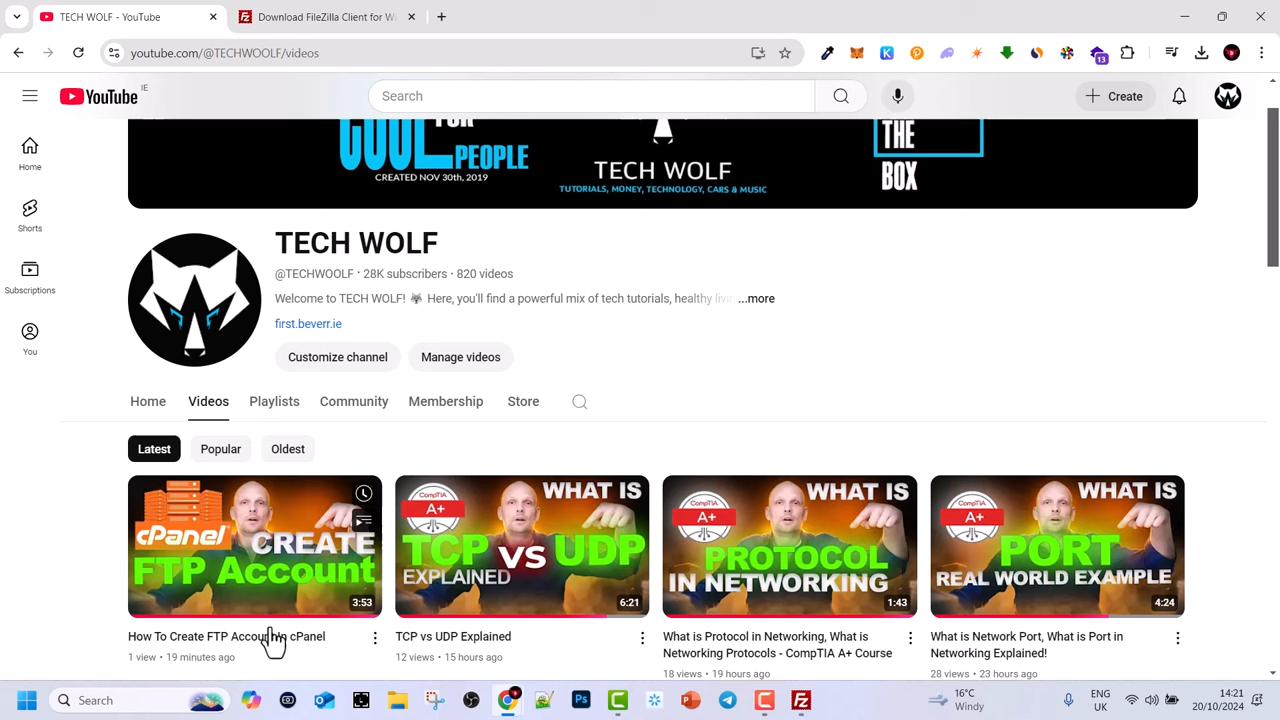 TECH WOLF - YouTube
Download FileZilla Client for Wi
youtube.com/@TECHWOOLF/videos
13
YouTube
IE
Search
Create
COOL
FOR
PEOPLE
CREATED NOV 30th, 2019
TECH WOLF
TUTORIALS, MONEY, TECHNOLOGY, CARS & MUSIC
THE
BOX
Home
Shorts
Subscriptions
You
TECH WOLF
@TECHWOOLF • 28K subscribers • 820 videos
Welcome to TECH WOLF! Here, you'll find a powerful mix of tech tutorials, healthy livi ...more
first.beverr.ie
Customize channel
Manage videos
Home
Videos
Playlists
Community
Membership
Store
Latest
Popular
Oldest
cPanel
CREATE
FTP Account
3:53
CompTIA
A+
WHAT IS
TCP VS UDP
EXPLAINED
6:21
CompTIA
A+
WHAT IS
PROTOCOL
IN NETWORKING
1:43
CompTIA
A+
WHAT IS
PORT
REAL WORLD EXAMPLE
4:24
How To Create FTP Account in cPanel
1 view • 19 minutes ago
TCP vs UDP Explained
12 views • 15 hours ago
What is Protocol in Networking, What is
Networking Protocols - CompTIA A+ Course
18 views • 19 hours ago
What is Network Port, What is Port in
Networking Explained!
28 views • 23 hours ago
Search
Ps
16°C
Windy
ENG
UK
14:21
20/10/2024